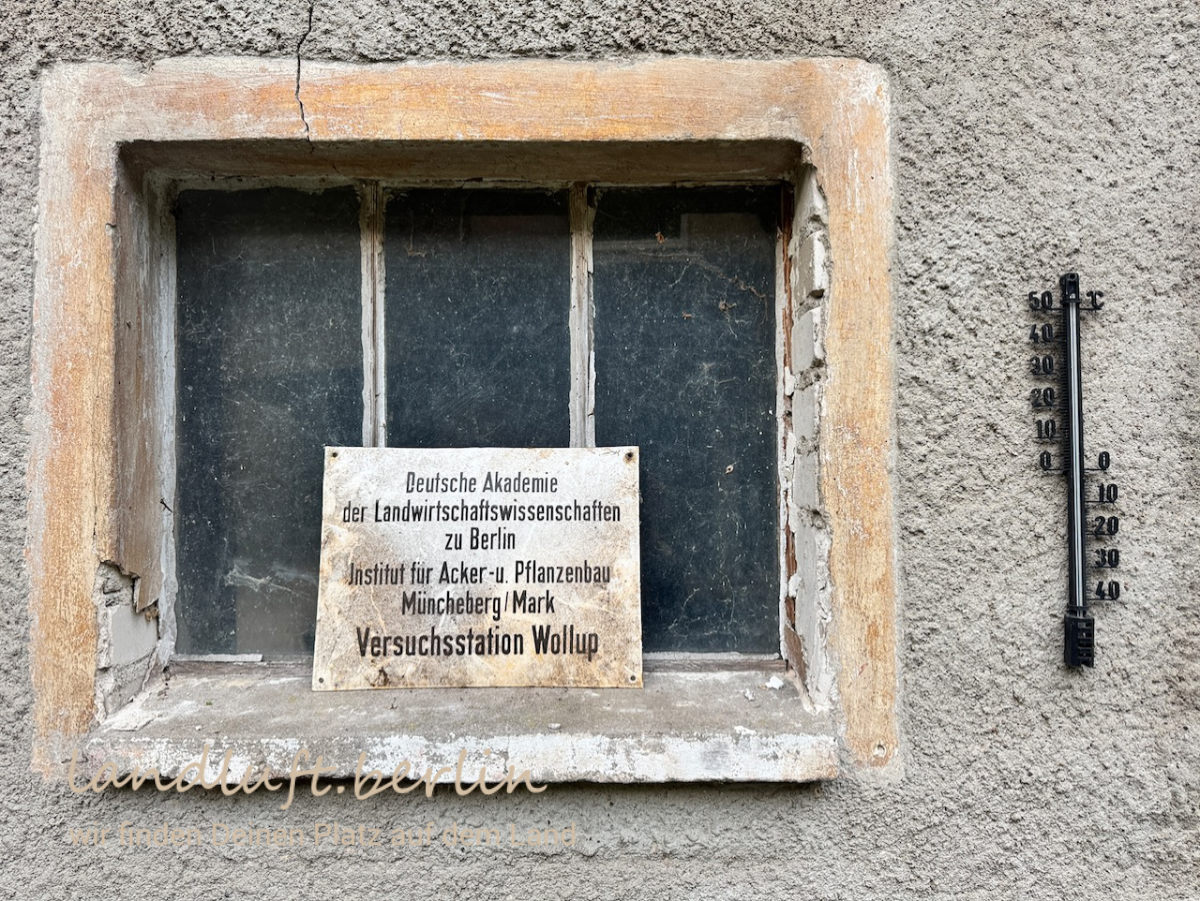 Deutsche Akademie
der Landwirtschaftswissenschaften
zu Berlin
Institut für Acker-u. Pflanzenbau
Müncheberg/Mark
Versuchsstation Wollup
50 °C
40
30
20
10
0 0
10
20
30
40
landluft.berlin
wir finden Deinen Platz auf dem Land